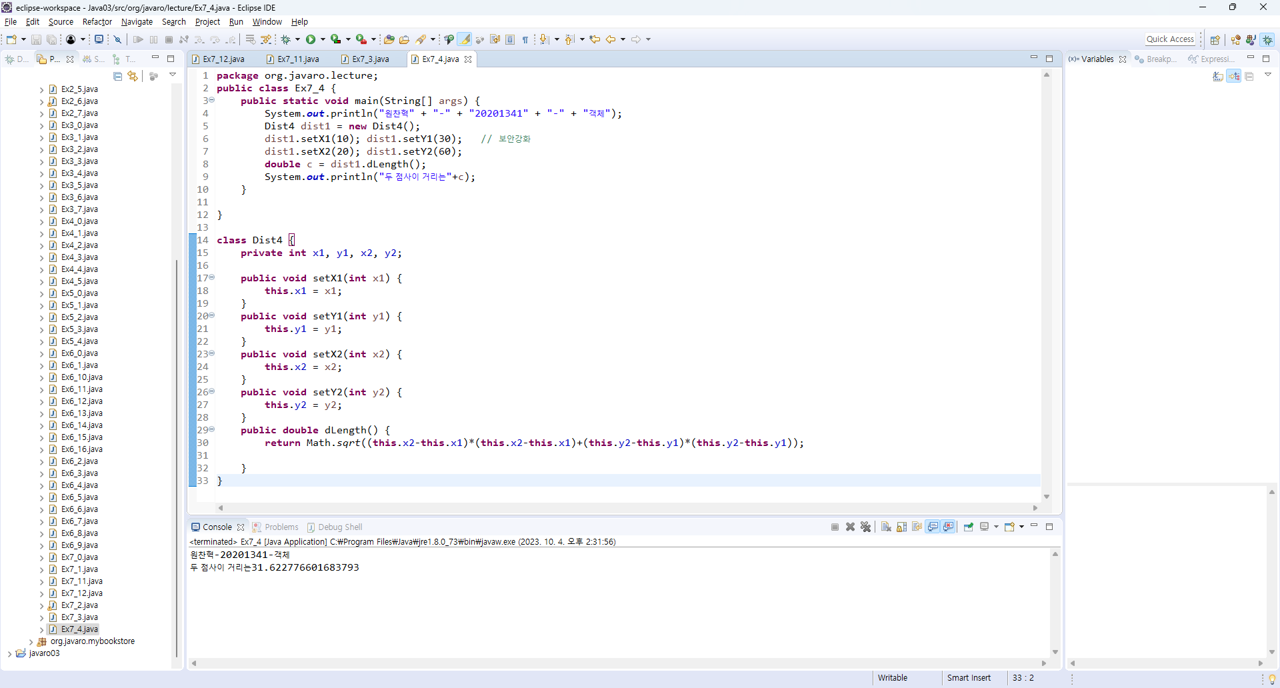 eclipse-workspace - Java03/src/org/javaro/lecture/Ex7_4.java - Eclipse IDE
File Edit Source Refactor Navigate Search Project Run Window Help
Quick Access
D... P... S... T...
Ex2_5.java
Ex2_6.java
Ex2_7.java
Ex3_0.java
Ex3_1.java
Ex3_2.java
Ex3_3.java
Ex3_4.java
Ex3_5.java
Ex3_6.java
Ex3_7.java
Ex4_0.java
Ex4_1.java
Ex4_2.java
Ex4_3.java
Ex4_4.java
Ex4_5.java
Ex5_0.java
Ex5_1.java
Ex5_2.java
Ex5_3.java
Ex5_4.java
Ex6_0.java
Ex6_1.java
Ex6_10.java
Ex6_11.java
Ex6_12.java
Ex6_13.java
Ex6_14.java
Ex6_15.java
Ex6_16.java
Ex6_2.java
Ex6_3.java
Ex6_4.java
Ex6_5.java
Ex6_6.java
Ex6_7.java
Ex6_8.java
Ex6_9.java
Ex7_0.java
Ex7_1.java
Ex7_11.java
Ex7_12.java
Ex7_2.java
Ex7_3.java
Ex7_4.java
org.javaro.mybookstore
javaro03
Ex7_12.java Ex7_11.java Ex7_3.java Ex7_4.java
1 package org.javaro.lecture;
2 public class Ex7_4 {
3 public static void main(String[] args) {
4 System.out.println("원찬혁" + "-" + "20201341" + "-" + "객체");
5 Dist4 dist1 = new Dist4();
6 dist1.setX1(10); dist1.setY1(30); // 보안강화
7 dist1.setX2(20); dist1.setY2(60);
8 double c = dist1.dLength();
9 System.out.println("두 점사이 거리는"+c);
10 }
11
12 }
13
14 class Dist4 {
15 private int x1, y1, x2, y2;
16
17 public void setX1(int x1) {
18 this.x1 = x1;
19 }
20 public void setY1(int y1) {
21 this.y1 = y1;
22 }
23 public void setX2(int x2) {
24 this.x2 = x2;
25 }
26 public void setY2(int y2) {
27 this.y2 = y2;
28 }
29 public double dLength() {
30 return Math.sqrt((this.x2-this.x1)*(this.x2-this.x1)+(this.y2-this.y1)*(this.y2-this.y1));
31
32 }
33 }
Variables Breakp... Expressi...
Console Problems Debug Shell
<terminated> Ex7_4 [Java Application] C:₩Program Files₩Java₩jre1.8.0_73₩bin₩javaw.exe (2023. 10. 4. 오후 2:31:56)
원찬혁-20201341-객체
두 점사이 거리는31.622776601683793
Writable Smart Insert 33 : 2